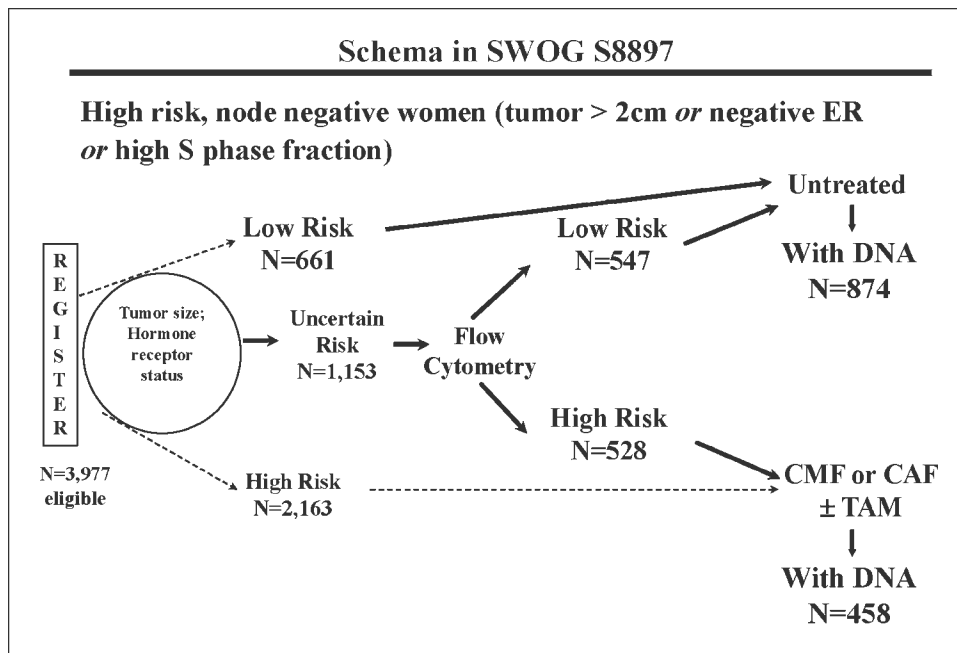 Schema in SWOG S8897
High risk, node negative women (tumor > 2cm or negative ER
or high S phase fraction)
REGISTER
N=3,977
eligible
Tumor size;
Hormone
receptor
status
Low Risk
N=661
Uncertain
Risk
N=1,153
High Risk
N=2,163
Flow
Cytometry
Low Risk
N=547
High Risk
N=528
Untreated
With DNA
N=874
CMF or CAF
± TAM
With DNA
N=458